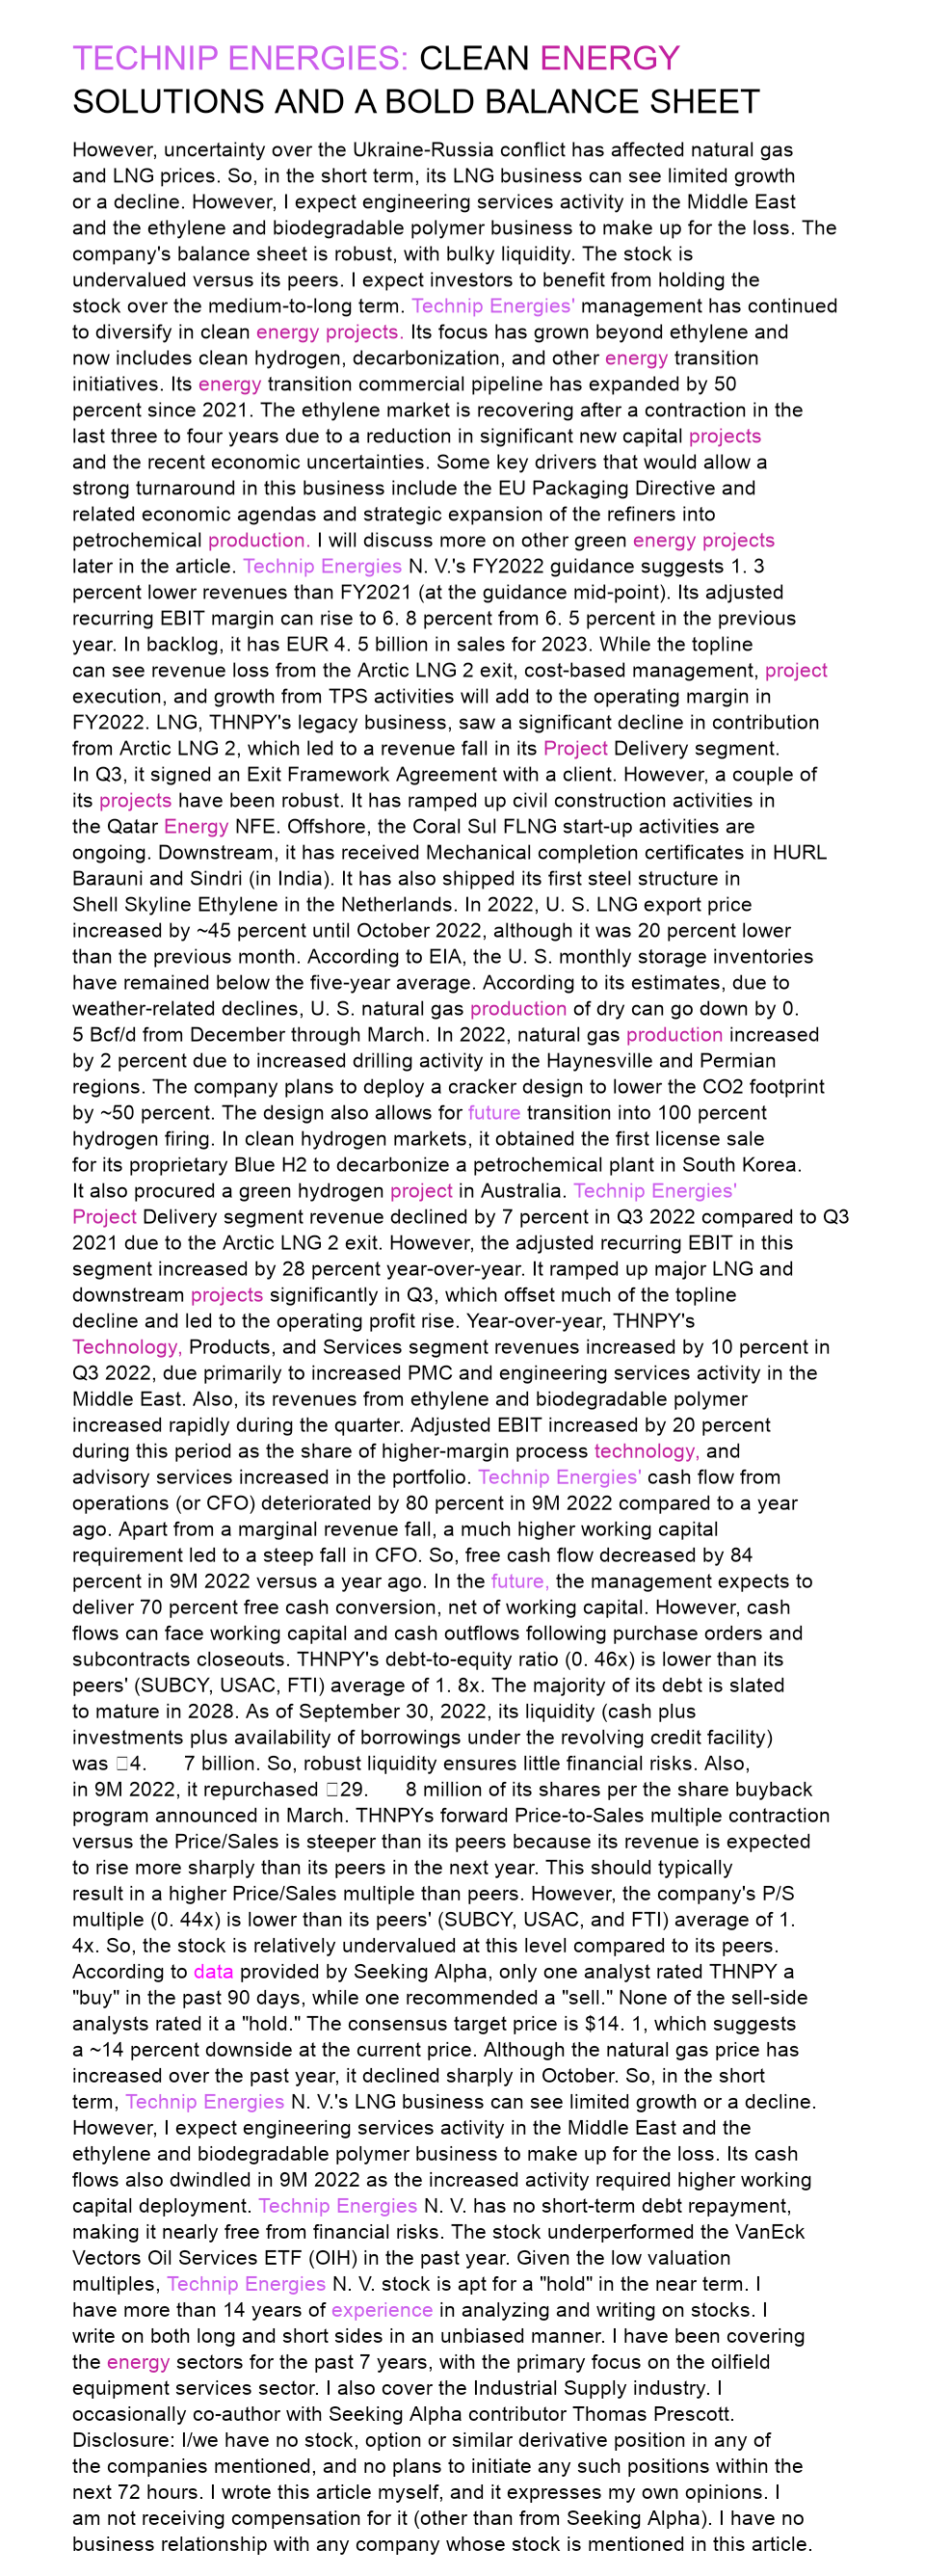 TECHNIP ENERGIES: CLEAN ENERGY
SOLUTIONS AND A BOLD BALANCE SHEET
However, uncertainty over the Ukraine-Russia conflict has affected natural gas
and LNG prices. So, in the short term, its LNG business can see limited growth
or a decline. However, I expect engineering services activity in the Middle East
and the ethylene and biodegradable polymer business to make up for the loss. The
company's balance sheet is robust, with bulky liquidity. The stock is
undervalued versus its peers. I expect investors to benefit from holding the
stock over the medium-to-long term. Technip Energies' management has continued
to diversify in clean energy projects. Its focus has grown beyond ethylene and
now includes clean hydrogen, decarbonization, and other energy transition
initiatives. Its energy transition commercial pipeline has expanded by 50
percent since 2021. The ethylene market is recovering after a contraction in the
last three to four years due to a reduction in significant new capital projects
and the recent economic uncertainties. Some key drivers that would allow a
strong turnaround in this business include the EU Packaging Directive and
related economic agendas and strategic expansion of the refiners into
petrochemical production. I will discuss more on other green energy projects
later in the article. Technip Energies N. V.'s FY2022 guidance suggests 1. 3
percent lower revenues than FY2021 (at the guidance mid-point). Its adjusted
recurring EBIT margin can rise to 6. 8 percent from 6. 5 percent in the previous
year. In backlog, it has EUR 4. 5 billion in sales for 2023. While the topline
can see revenue loss from the Arctic LNG 2 exit, cost-based management, project
execution, and growth from TPS activities will add to the operating margin in
FY2022. LNG, THNPY's legacy business, saw a significant decline in contribution
from Arctic LNG 2, which led to a revenue fall in its Project Delivery segment.
In Q3, it signed an Exit Framework Agreement with a client. However, a couple of
its projects have been robust. It has ramped up civil construction activities in
the Qatar Energy NFE. Offshore, the Coral Sul FLNG start-up activities are
ongoing. Downstream, it has received Mechanical completion certificates in HURL
Barauni and Sindri (in India). It has also shipped its first steel structure in
Shell Skyline Ethylene in the Netherlands. In 2022, U. S. LNG export price
increased by ~45 percent until October 2022, although it was 20 percent lower
than the previous month. According to EIA, the U. S. monthly storage inventories
have remained below the five-year average. According to its estimates, due to
weather-related declines, U. S. natural gas production of dry can go down by 0.
5 Bcf/d from December through March. In 2022, natural gas production increased
by 2 percent due to increased drilling activity in the Haynesville and Permian
regions. The company plans to deploy a cracker design to lower the CO2 footprint
by ~50 percent. The design also allows for future transition into 100 percent
hydrogen firing. In clean hydrogen markets, it obtained the first license sale
for its proprietary Blue H2 to decarbonize a petrochemical plant in South Korea.
It also procured a green hydrogen project in Australia. Technip Energies'
Project Delivery segment revenue declined by 7 percent in Q3 2022 compared to Q3
2021 due to the Arctic LNG 2 exit. However, the adjusted recurring EBIT in this
segment increased by 28 percent year-over-year. It ramped up major LNG and
downstream projects significantly in Q3, which offset much of the topline
decline and led to the operating profit rise. Year-over-year, THNPY's
Technology, Products, and Services segment revenues increased by 10 percent in
Q3 2022, due primarily to increased PMC and engineering services activity in the
Middle East. Also, its revenues from ethylene and biodegradable polymer
increased rapidly during the quarter. Adjusted EBIT increased by 20 percent
during this period as the share of higher-margin process technology, and
advisory services increased in the portfolio. Technip Energies' cash flow from
operations (or CFO) deteriorated by 80 percent in 9M 2022 compared to a year
ago. Apart from a marginal revenue fall, a much higher working capital
requirement led to a steep fall in CFO. So, free cash flow decreased by 84
percent in 9M 2022 versus a year ago. In the future, the management expects to
deliver 70 percent free cash conversion, net of working capital. However, cash
flows can face working capital and cash outflows following purchase orders and
subcontracts closeouts. THNPY's debt-to-equity ratio (0. 46x) is lower than its
peers' (SUBCY, USAC, FTI) average of 1. 8x. The majority of its debt is slated
to mature in 2028. As of September 30, 2022, its liquidity (cash plus
investments plus availability of borrowings under the revolving credit facility)
was 4. 7 billion. So, robust liquidity ensures little financial risks. Also,
in 9M 2022, it repurchased 29. 8 million of its shares per the share buyback
program announced in March. THNPYs forward Price-to-Sales multiple contraction
versus the Price/Sales is steeper than its peers because its revenue is expected
to rise more sharply than its peers in the next year. This should typically
result in a higher Price/Sales multiple than peers. However, the company's P/S
multiple (0. 44x) is lower than its peers' (SUBCY, USAC, and FTI) average of 1.
4x. So, the stock is relatively undervalued at this level compared to its peers.
According to data provided by Seeking Alpha, only one analyst rated THNPY a
"buy" in the past 90 days, while one recommended a "sell." None of the sell-side
analysts rated it a "hold." The consensus target price is $14. 1, which suggests
a ~14 percent downside at the current price. Although the natural gas price has
increased over the past year, it declined sharply in October. So, in the short
term, Technip Energies N. V.'s LNG business can see limited growth or a decline.
However, I expect engineering services activity in the Middle East and the
ethylene and biodegradable polymer business to make up for the loss. Its cash
flows also dwindled in 9M 2022 as the increased activity required higher working
capital deployment. Technip Energies N. V. has no short-term debt repayment,
making it nearly free from financial risks. The stock underperformed the VanEck
Vectors Oil Services ETF (OIH) in the past year. Given the low valuation
multiples, Technip Energies N. V. stock is apt for a "hold" in the near term. I
have more than 14 years of experience in analyzing and writing on stocks. I
write on both long and short sides in an unbiased manner. I have been covering
the energy sectors for the past 7 years, with the primary focus on the oilfield
equipment services sector. I also cover the Industrial Supply industry. I
occasionally co-author with Seeking Alpha contributor Thomas Prescott.
Disclosure: I/we have no stock, option or similar derivative position in any of
the companies mentioned, and no plans to initiate any such positions within the
next 72 hours. I wrote this article myself, and it expresses my own opinions. I
am not receiving compensation for it (other than from Seeking Alpha). I have no
business relationship with any company whose stock is mentioned in this article.